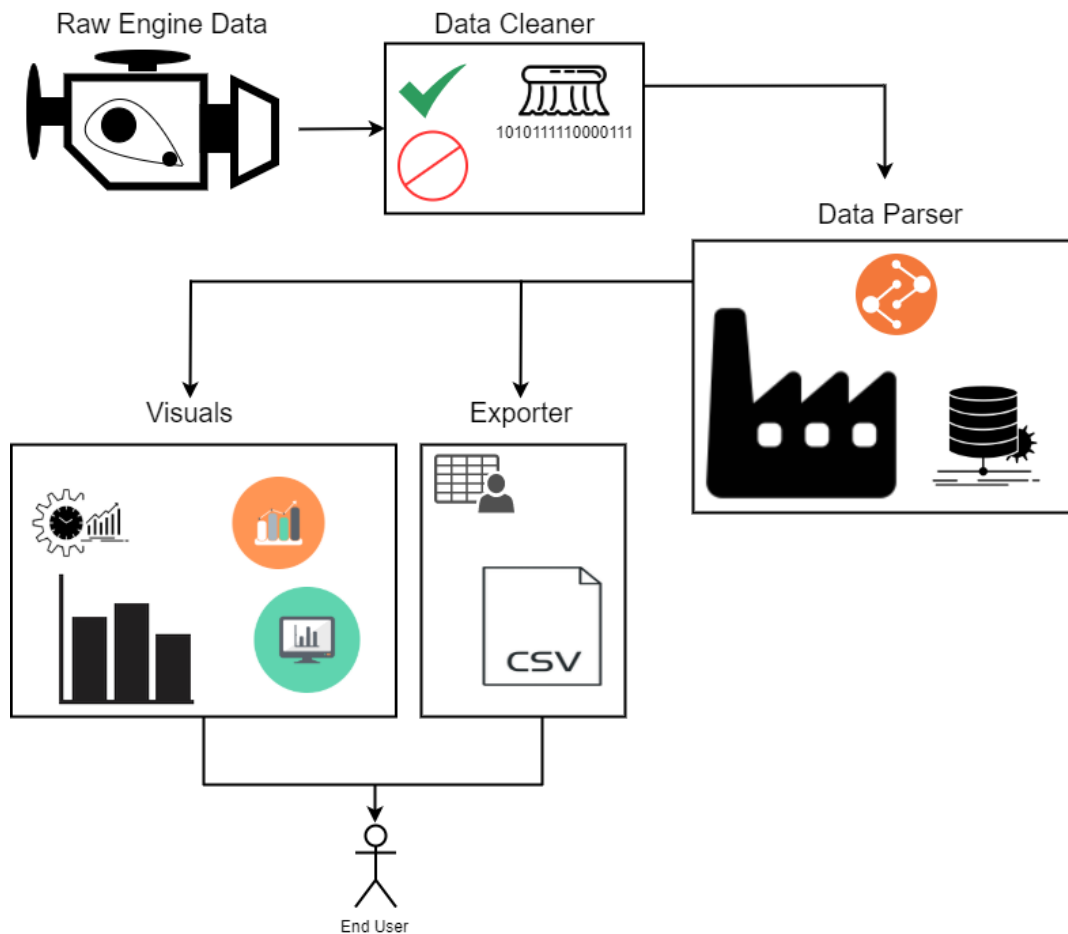 Raw Engine Data
Data Cleaner
1010111110000111
Data Parser
Visuals
Exporter
CSV
End User